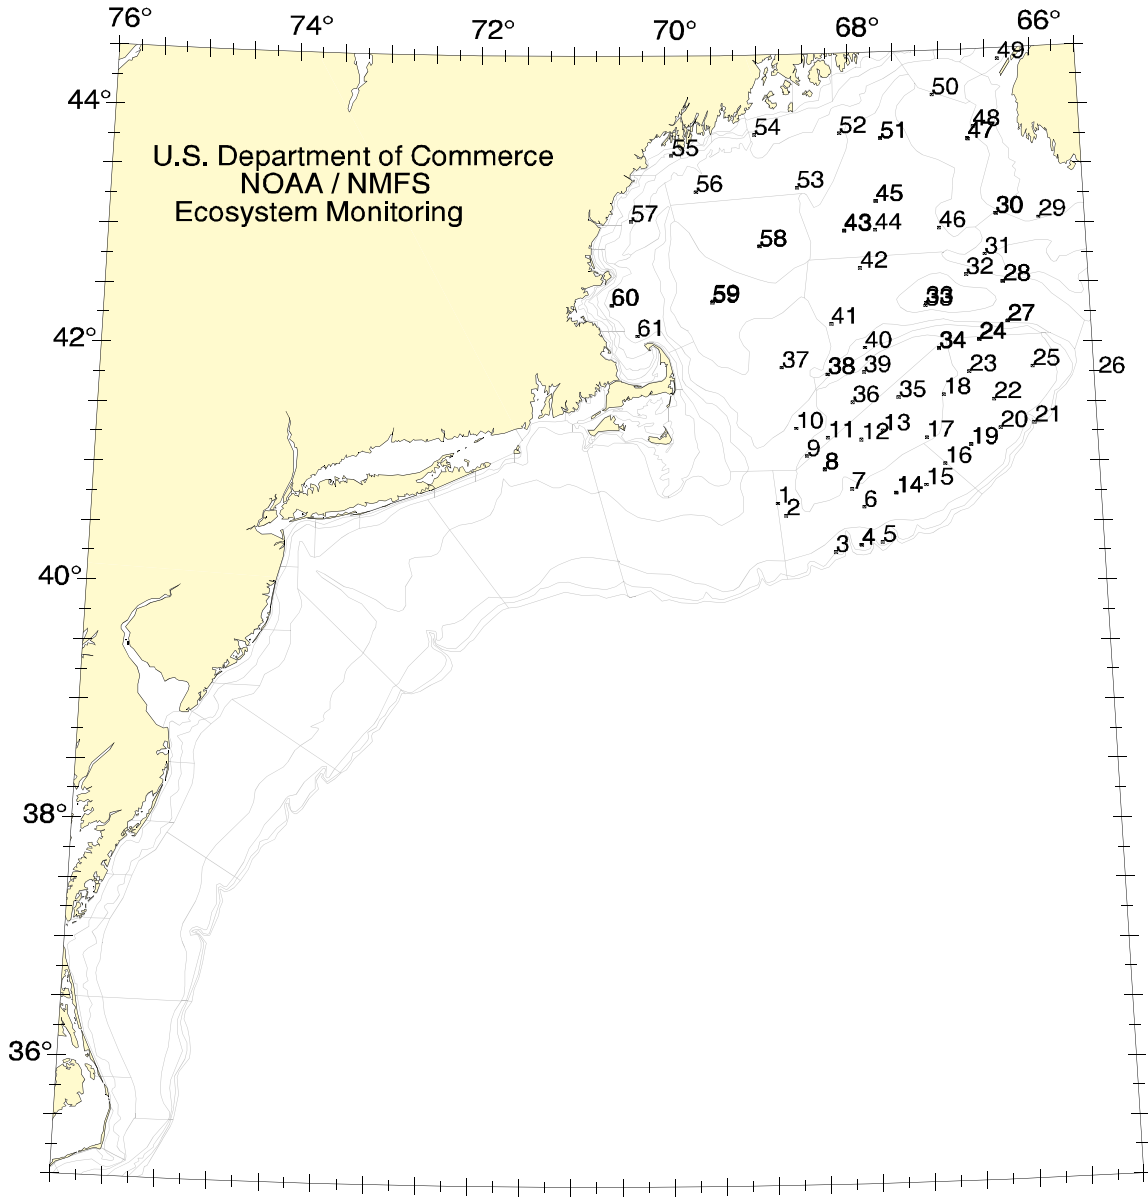 76° 74° 72° 70° 68° 66°
49
50
44°
48
54 52 51 47
U.S. Department of Commerce
55
NOAA / NMFS
56 53
45
Ecosystem Monitoring
57 43 44 46 30 29
58 31
42 32 28
60 59 33 33
41 27
61 40 34 24
42°
37 38 39 23 25 26
36 35 18 22
10 11 12 13 17 20 21
9 8 16 19
7 14 15
1 2 6
3 4 5
40°
38°
36°